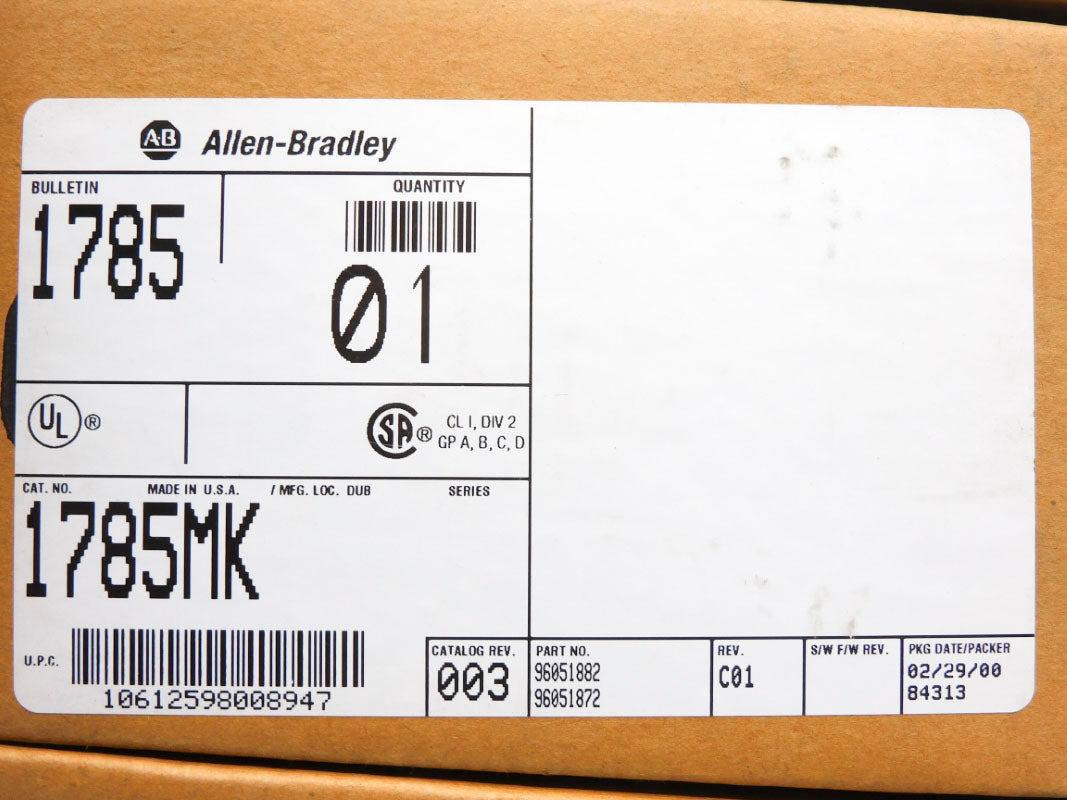 A·B Allen-Bradley
BULLETIN
1785
QUANTITY
01
UL ®
CSA ® CL I, DIV 2
GP A, B, C, D
CAT. NO. MADE IN U.S.A. / MFG. LOC. DUB SERIES
1785MK
U.P.C.
10612598008947
CATALOG REV.
003
PART NO.
96051882
96051872
REV.
C01
S/W F/W REV.
PKG DATE/PACKER
02/29/00
84313